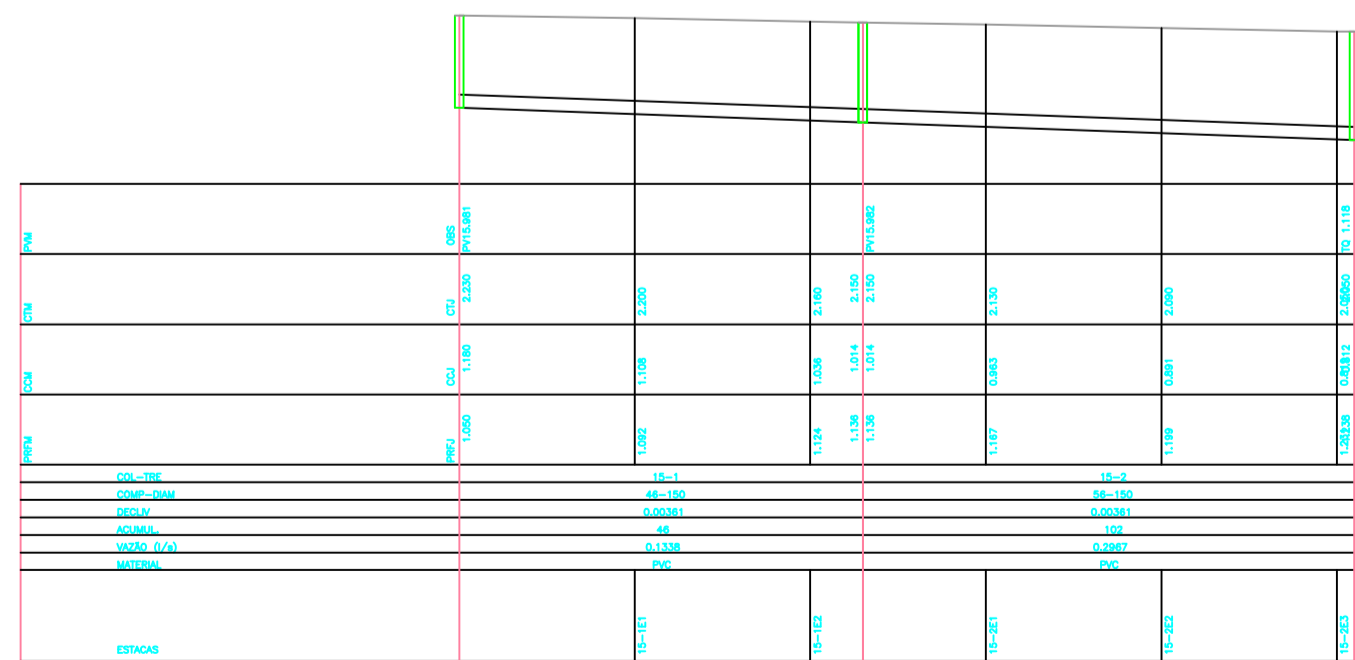 PVM OBS PV15.981 PV15.982 TQ 1.118
CTM CTJ 2.230 2.200 2.160 2.150 2.150 2.130 2.090
CCM CCJ 1.180 1.108 1.036 1.014 1.014 0.963 0.891
PRFM PRFJ 1.050 1.092 1.124 1.136 1.136 1.167 1.199
COL-TRE 15-1 15-2
COMP-DIAM 46-150 56-150
DECLIV 0.00361 0.00361
ACUMUL. 46 102
VAZÃO (l/s) 0.1338 0.2967
MATERIAL PVC PVC
ESTACAS 15-1E1 15-1E2 15-2E1 15-2E2 15-2E3